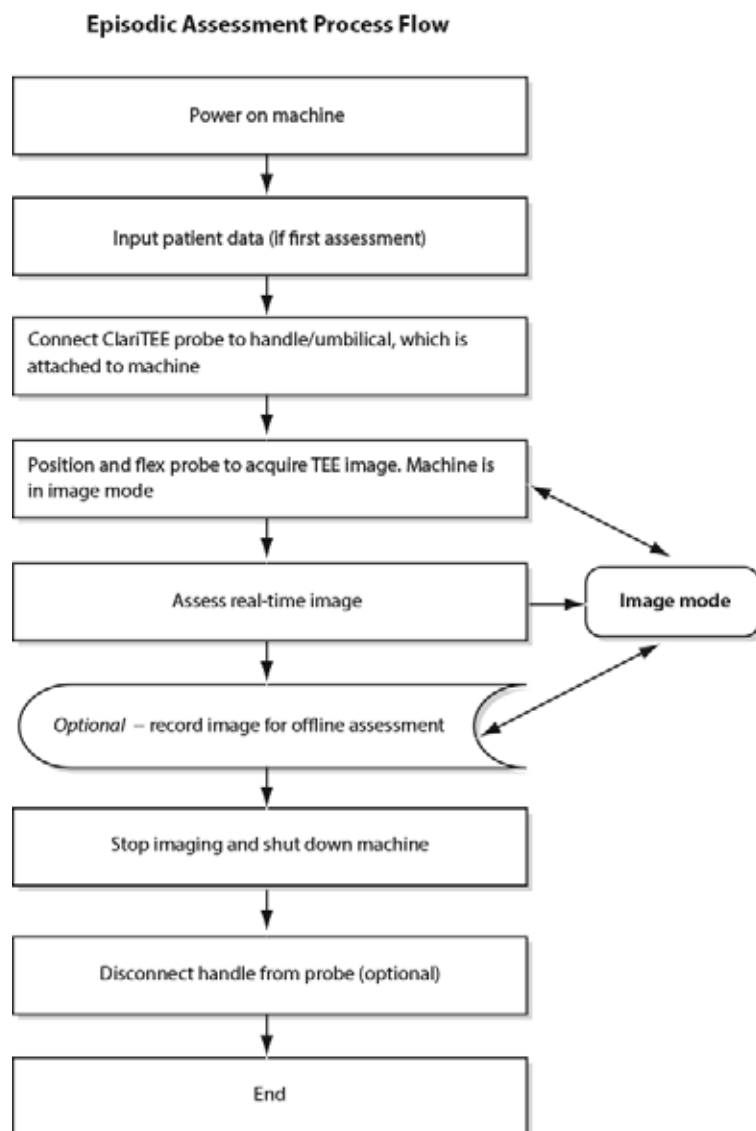 Episodic Assessment Process Flow
Power on machine
Input patient data (if first assessment)
Connect ClariTEE probe to handle/umbilical, which is
attached to machine
Position and flex probe to acquire TEE image. Machine is
in image mode
Assess real-time image
Image mode
Optional – record image for offline assessment
Stop imaging and shut down machine
Disconnect handle from probe (optional)
End